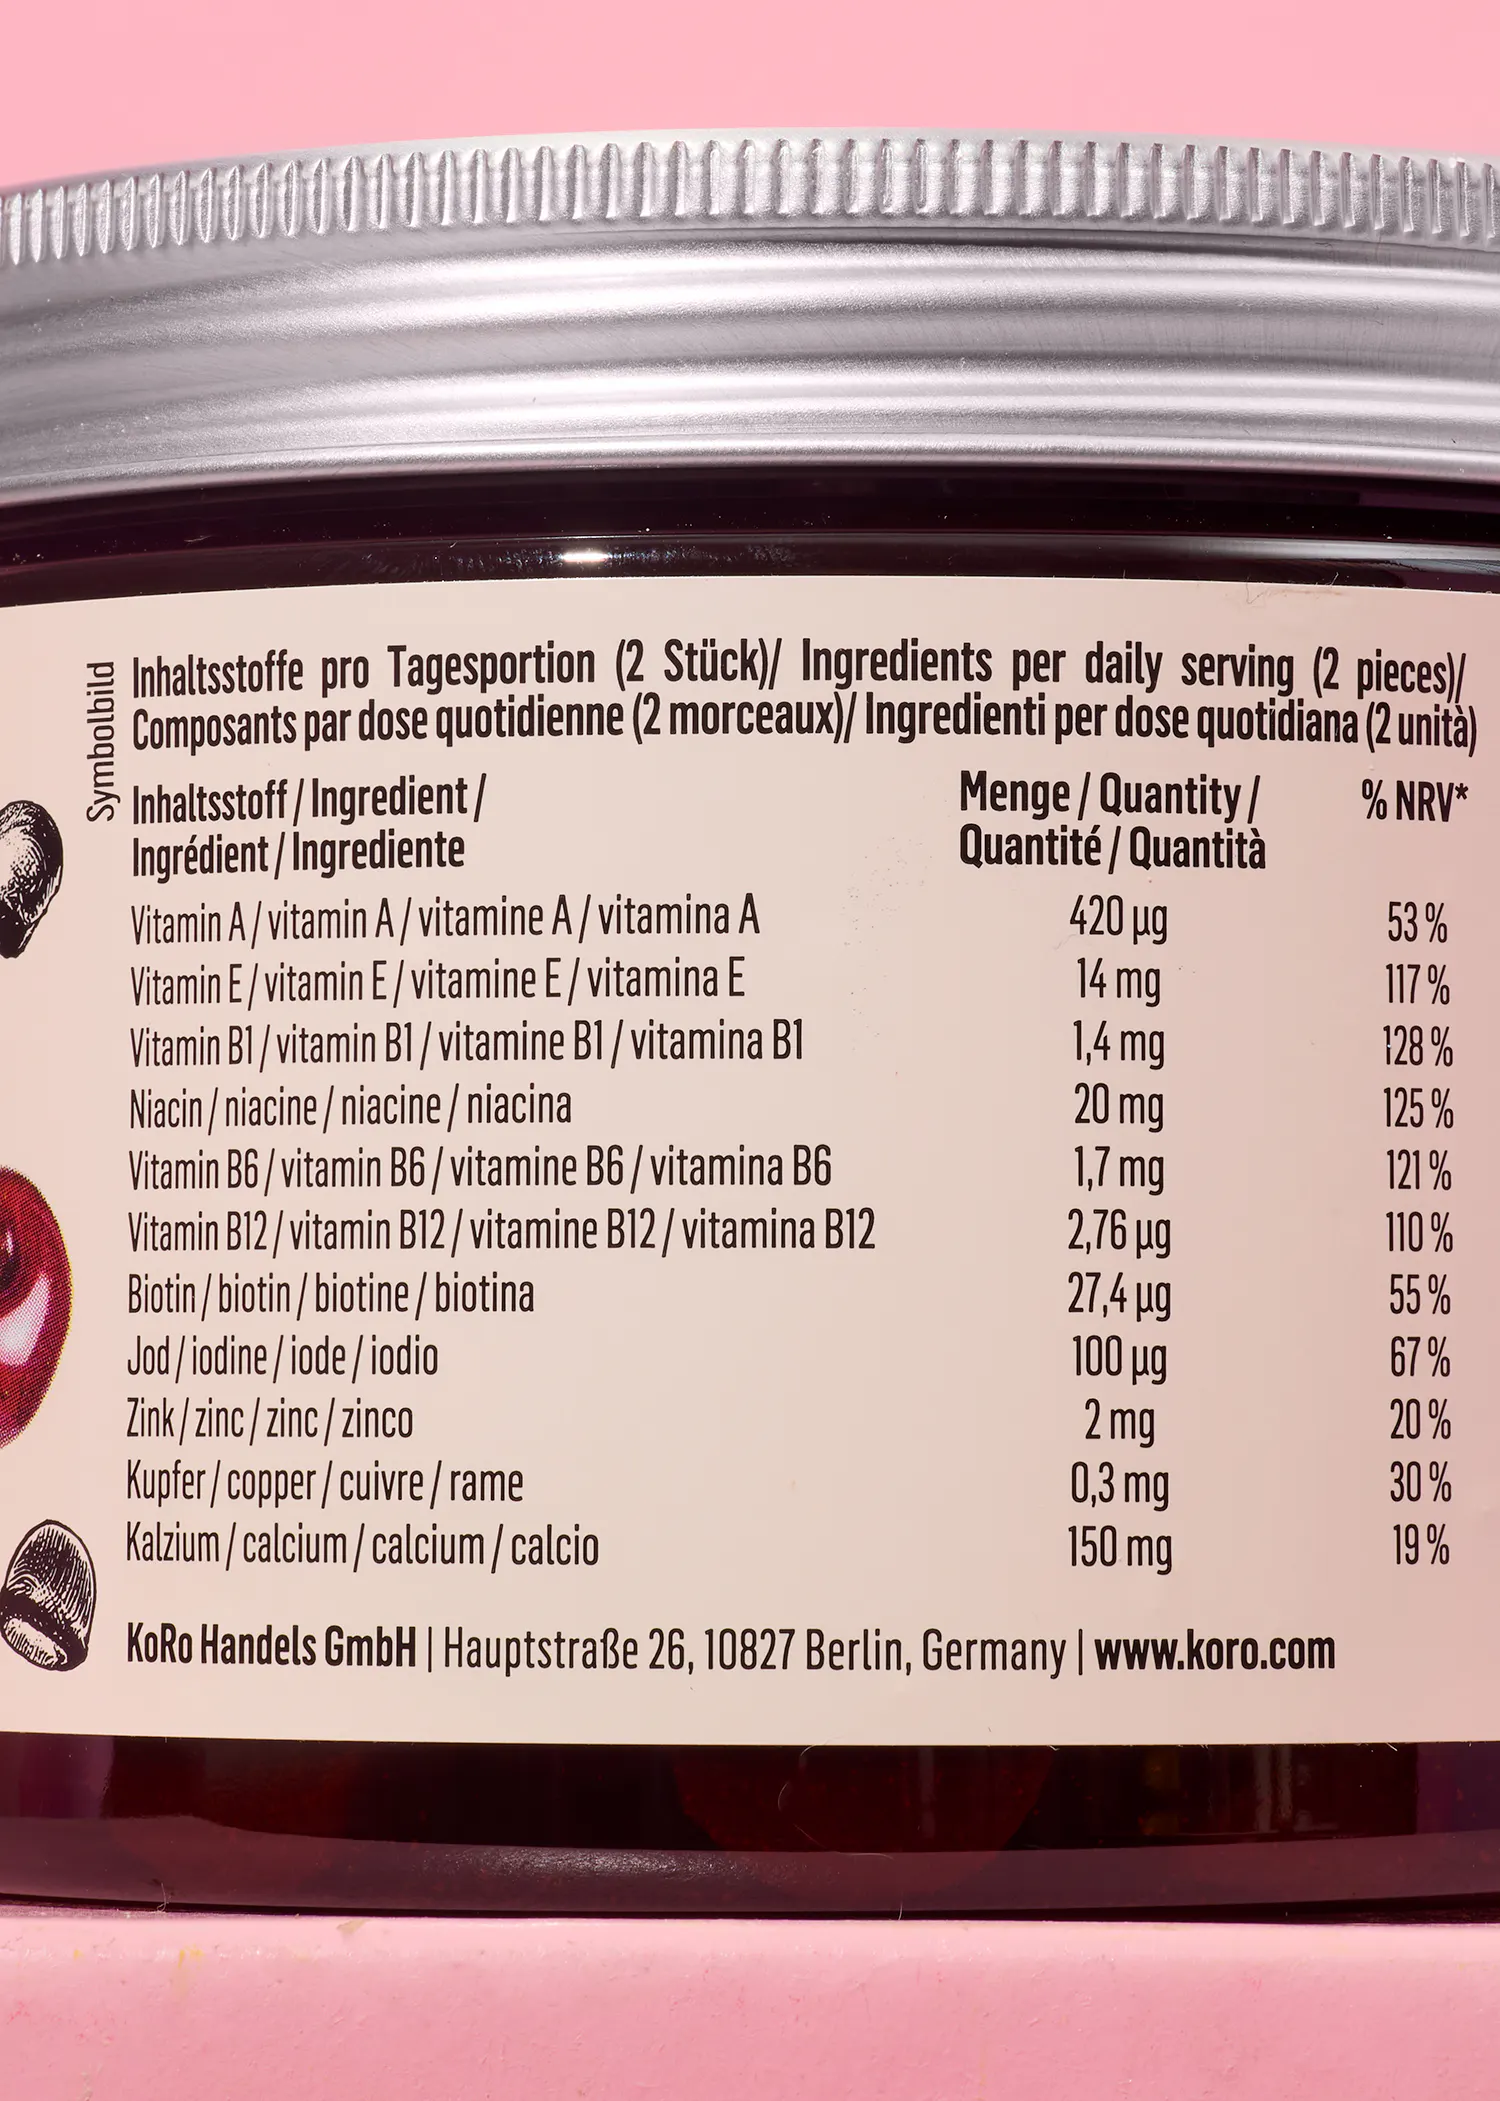 Symbolbild
Inhaltsstoffe pro Tagesportion (2 Stück)/ Ingredients per daily serving (2 pieces)/
Composants par dose quotidienne (2 morceaux)/ Ingredienti per dose quotidiana (2 unità)
Inhaltsstoff / Ingredient / Menge / Quantity / % NRV*
Ingrédient / Ingrediente Quantité / Quantità
Vitamin A / vitamin A / vitamine A / vitamina A 420 µg 53 %
Vitamin E / vitamin E / vitamine E / vitamina E 14 mg 117 %
Vitamin B1 / vitamin B1 / vitamine B1 / vitamina B1 1,4 mg 128 %
Niacin / niacine / niacine / niacina 20 mg 125 %
Vitamin B6 / vitamin B6 / vitamine B6 / vitamina B6 1,7 mg 121 %
Vitamin B12 / vitamin B12 / vitamine B12 / vitamina B12 2,76 µg 110 %
Biotin / biotin / biotine / biotina 27,4 µg 55 %
Jod / iodine / iode / iodio 100 µg 67 %
Zink / zinc / zinc / zinco 2 mg 20 %
Kupfer / copper / cuivre / rame 0,3 mg 30 %
Kalzium / calcium / calcium / calcio 150 mg 19 %
KoRo Handels GmbH | Hauptstraße 26, 10827 Berlin, Germany | www.koro.com